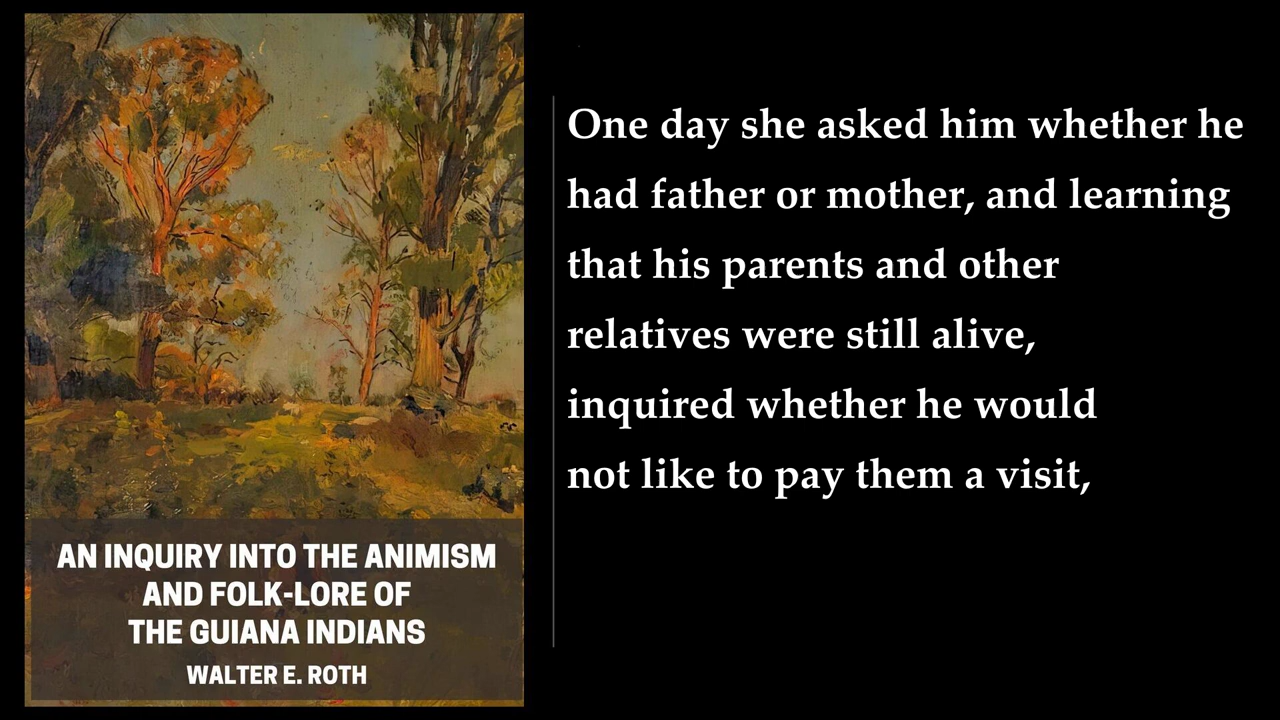 One day she asked him whether he
had father or mother, and learning
that his parents and other
relatives were still alive,
inquired whether he would
not like to pay them a visit,
AN INQUIRY INTO THE ANIMISM
AND FOLK-LORE OF
THE GUIANA INDIANS
WALTER E. ROTH